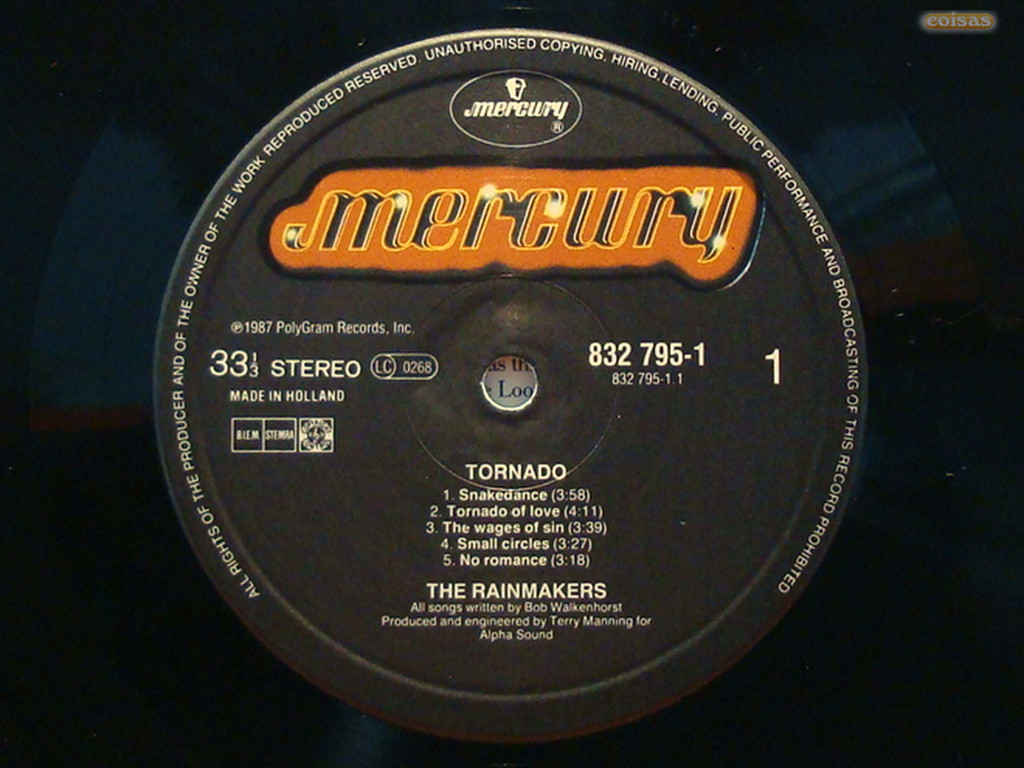 coisas
ALL RIGHTS OF THE PRODUCER AND OF THE OWNER OF THE WORK REPRODUCED RESERVED. UNAUTHORISED COPYING, HIRING, LENDING, PUBLIC PERFORMANCE AND BROADCASTING OF THIS RECORD PROHIBITED
mercury
®
mercury
℗1987 PolyGram Records, Inc.
33⅓ STEREO LC 0268
MADE IN HOLLAND
B.I.E.M. STEMRA
832 795-1
832 795-1.1
1
as th
Loo
TORNADO
1. Snakedance (3:58)
2. Tornado of love (4:11)
3. The wages of sin (3:39)
4. Small circles (3:27)
5. No romance (3:18)
THE RAINMAKERS
All songs written by Bob Walkenhorst
Produced and engineered by Terry Manning for
Alpha Sound